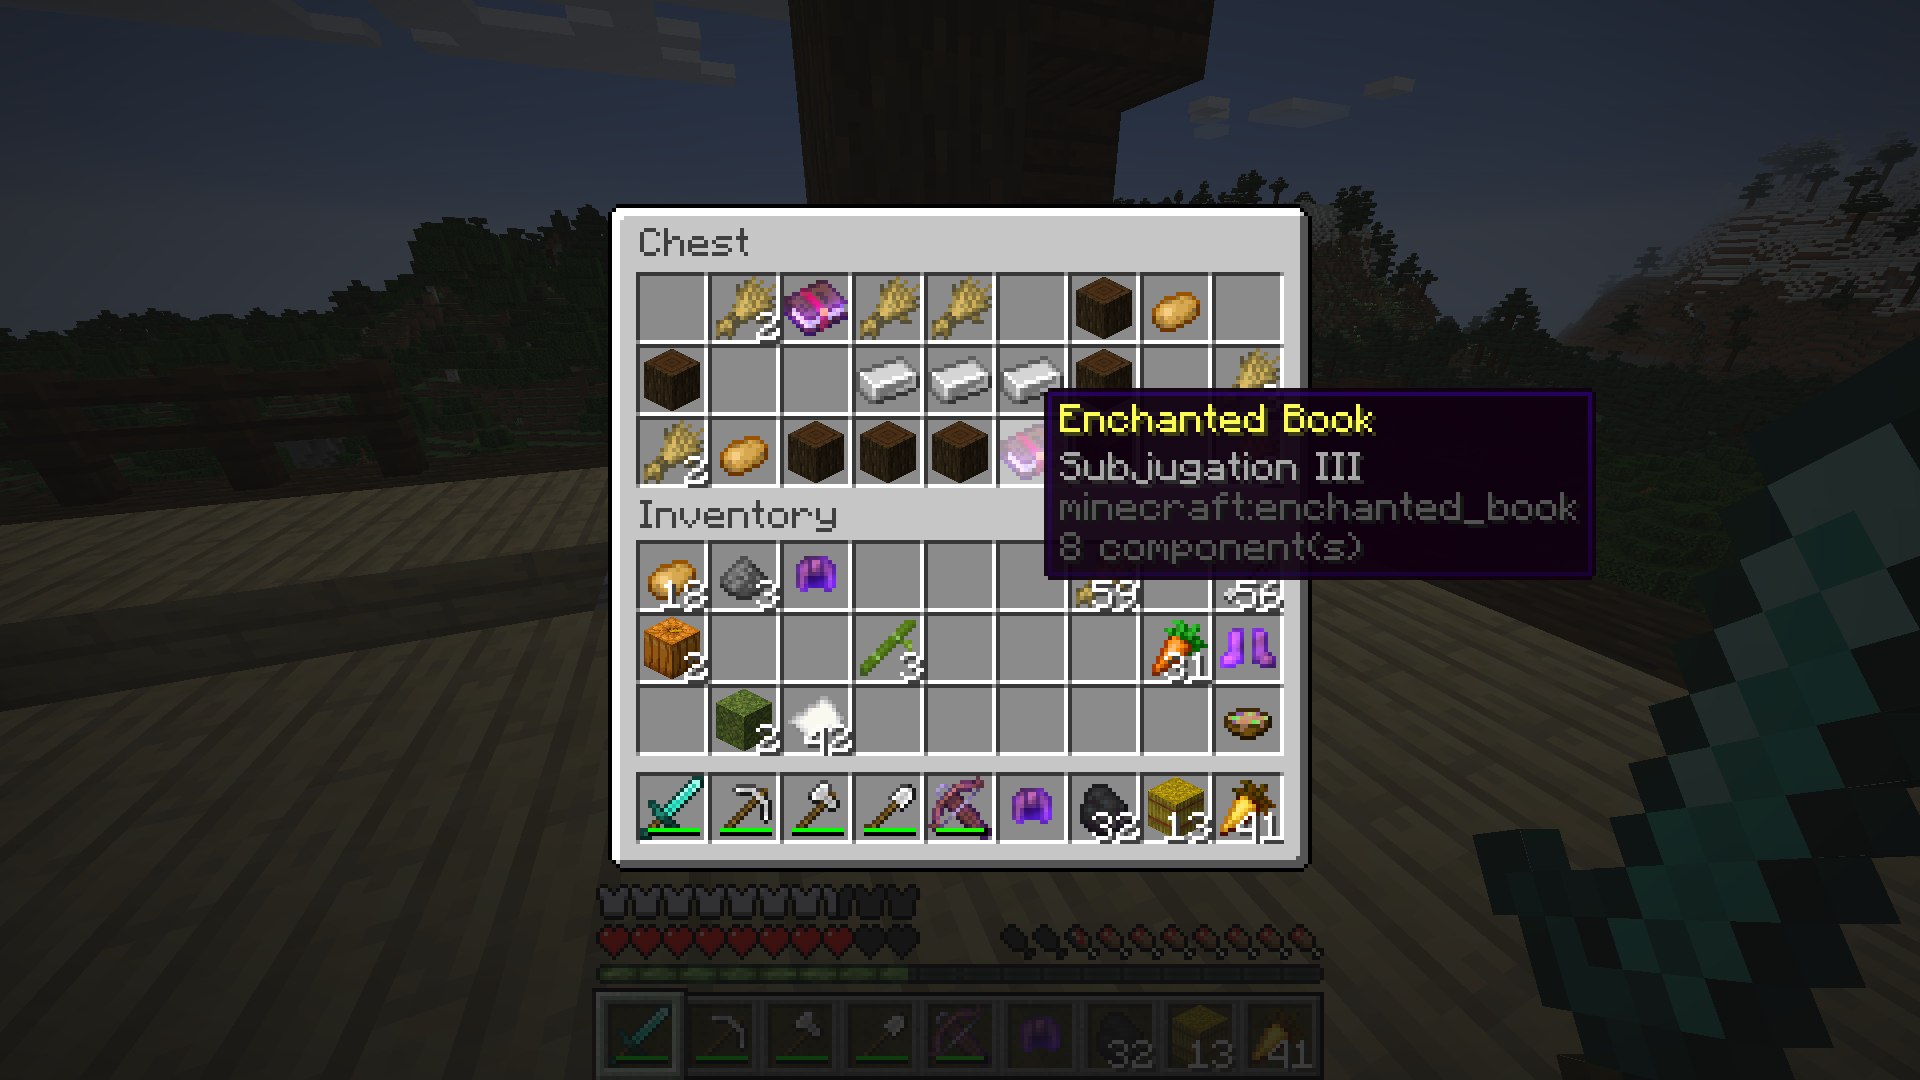 Chest
2
Enchanted Book
Subjugation III
2
minecraft:enchanted_book
Inventory
8 component(s)
18 3 59 56
2 3 31
2 42
32 13 41
32 13 41